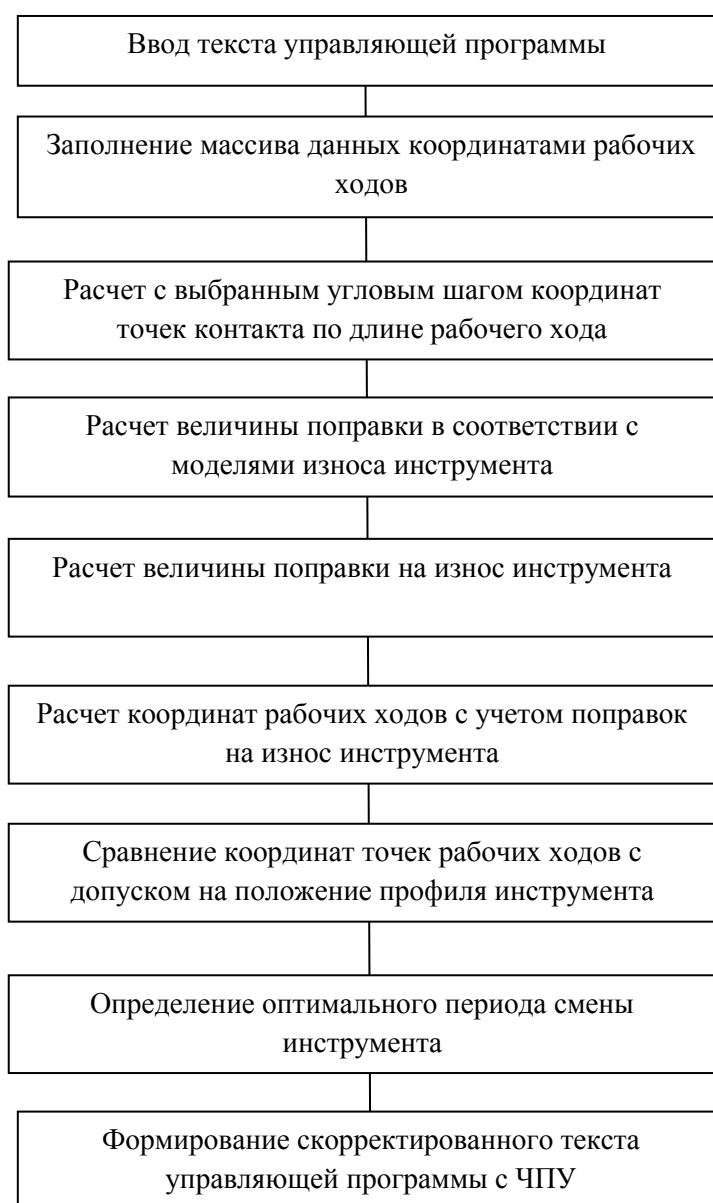 Ввод текста управляющей программы
Заполнение массива данных координатами рабочих
ходов
Расчет с выбранным угловым шагом координат
точек контакта по длине рабочего хода
Расчет величины поправки в соответствии с
моделями износа инструмента
Расчет величины поправки на износ инструмента
Расчет координат рабочих ходов с учетом поправок
на износ инструмента
Сравнение координат точек рабочих ходов с
допуском на положение профиля инструмента
Определение оптимального периода смены
инструмента
Формирование скорректированного текста
управляющей программы с ЧПУ